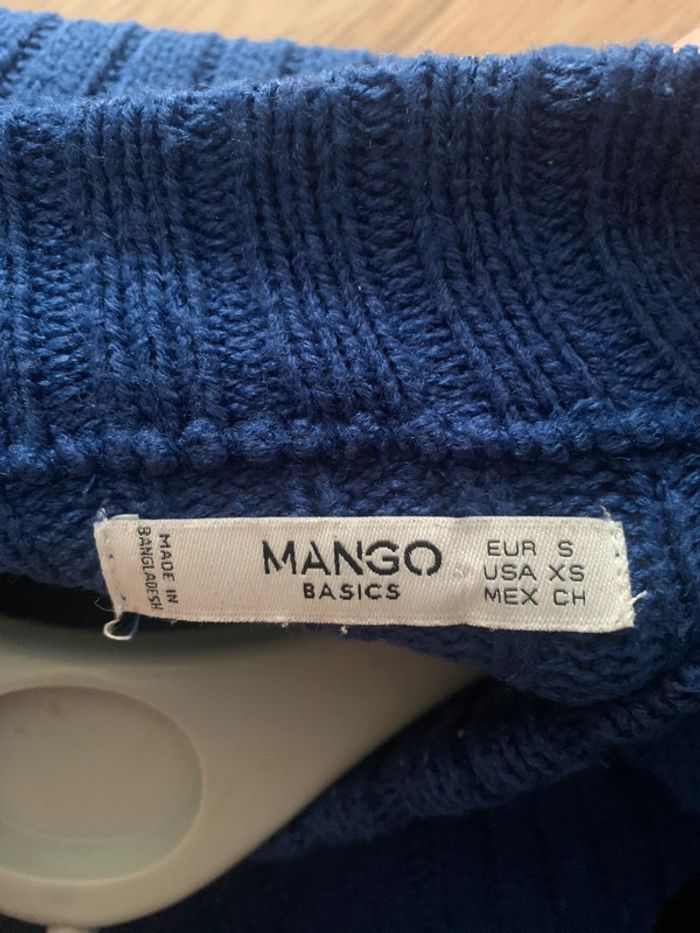 MADE IN
BANGLADESH
MANGO
BASICS
EUR S
USA XS
MEX CH